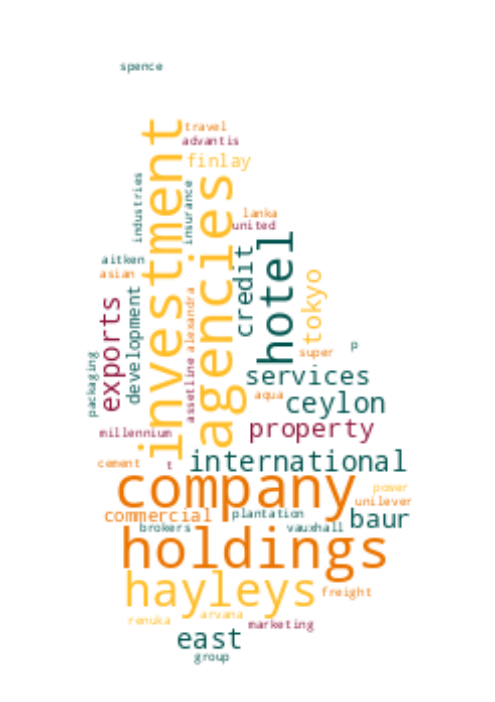 spence
investment
travel
advantis
finlay
industries
insurance
agencies
lanka
united
hotel
credit
aitken
asian
tokyo
exports
development
alexandra
p
super
packaging
assetline
services
aqua
ceylon
millennium
property
cement
t
international
company
power
unilever
commercial
plantation
baur
brokers
vauxhall
holdings
hayleys
freight
renuka
arvana
marketing
east
group